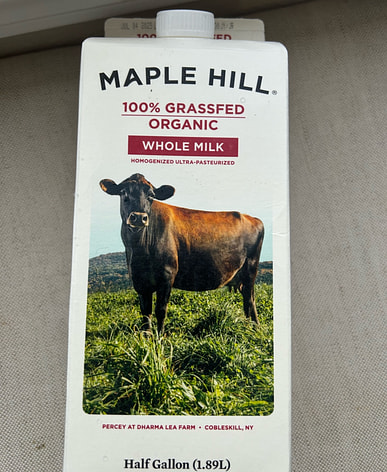 MAPLE HILL®
100% GRASSFED
ORGANIC
WHOLE MILK
HOMOGENIZED ULTRA-PASTEURIZED
PERCEY AT DHARMA LEA FARM • COBLESKILL, NY
Half Gallon (1.89L)